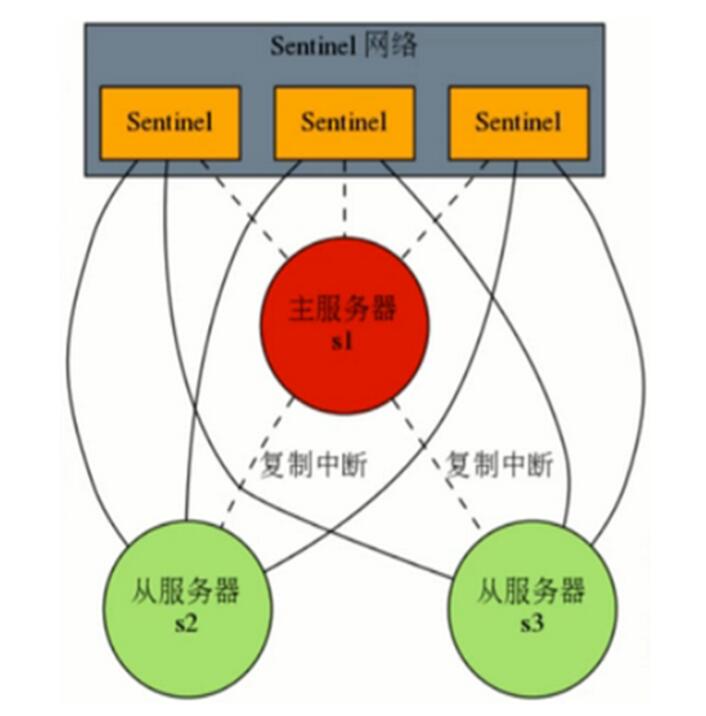 Sentinel 网络
Sentinel
Sentinel
Sentinel
主服务器
s1
复制中断
复制中断
从服务器
s2
从服务器
s3